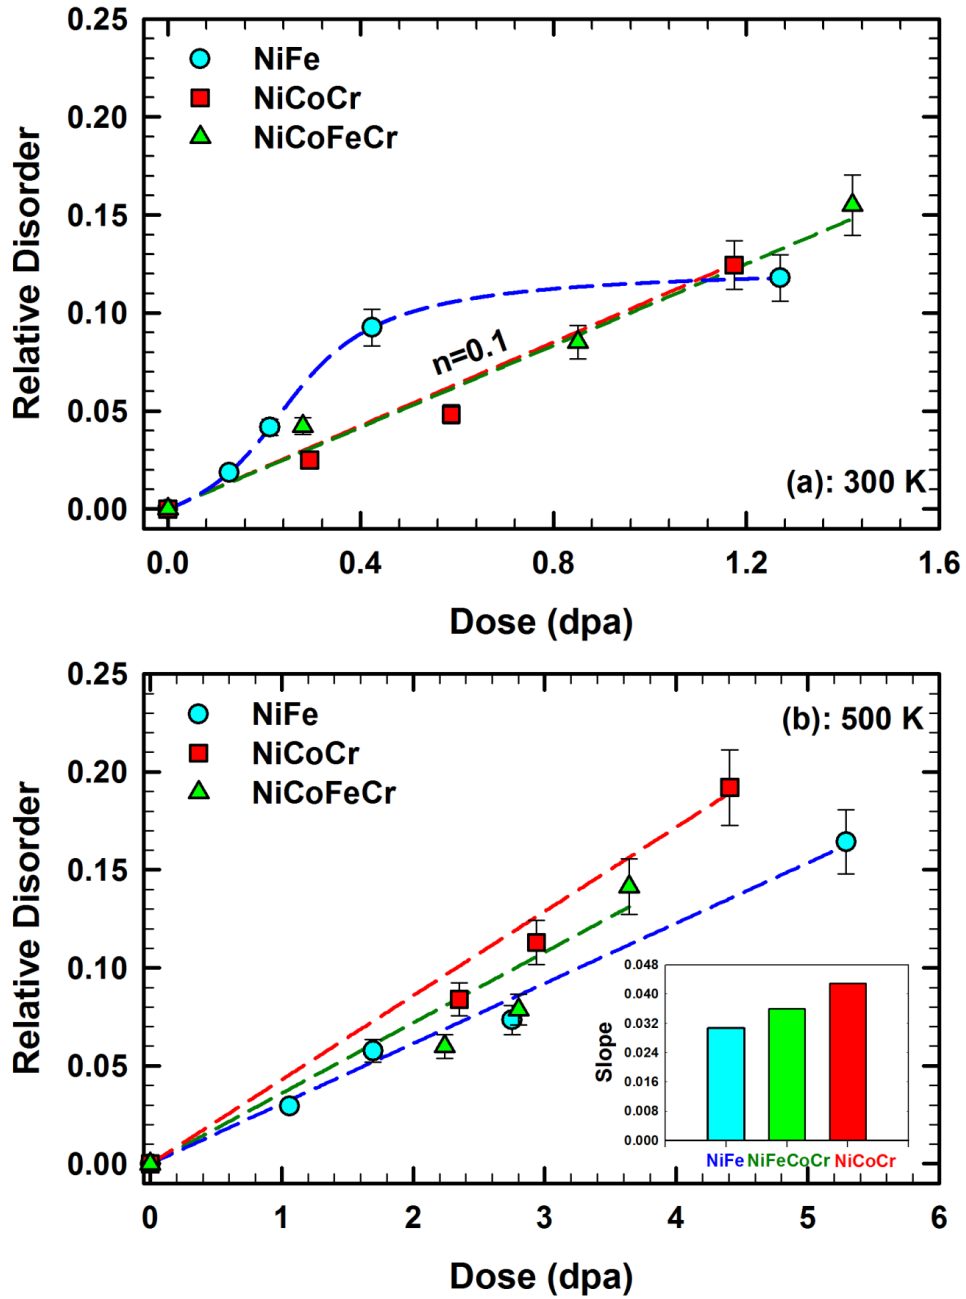 0.25
0.20
0.15
0.10
0.05
0.00
Relative Disorder
NiFe
NiCoCr
NiCoFeCr
n=0.1
(a): 300 K
0.0 0.4 0.8 1.2 1.6
Dose (dpa)
0.25
0.20
0.15
0.10
0.05
0.00
Relative Disorder
NiFe
NiCoCr
NiCoFeCr
(b): 500 K
0.048
0.040
0.032
0.024
0.016
0.008
0.000
Slope
NiFe NiFeCoCr NiCoCr
0 1 2 3 4 5 6
Dose (dpa)